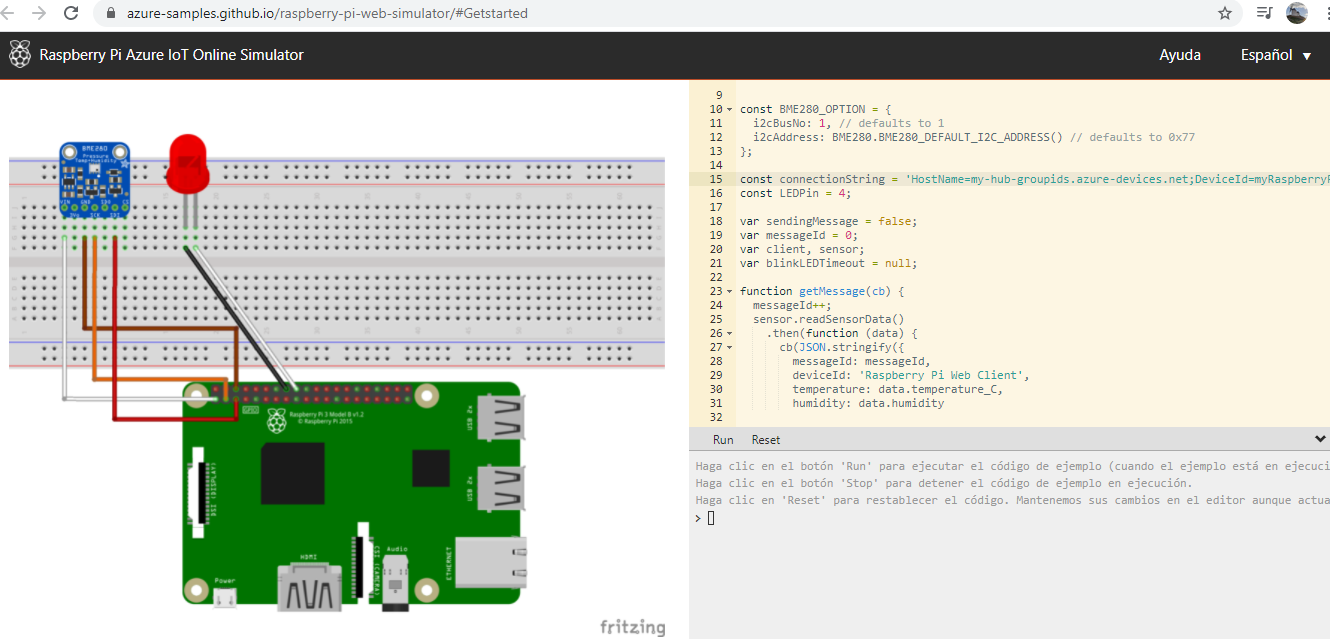 azure-samples.github.io/raspberry-pi-web-simulator/#Getstarted
Raspberry Pi Azure IoT Online Simulator
Ayuda
Español ▼
BME280
Pressure
Temp+Humidity
VIN
GND
SCK
SDI
Raspberry Pi 3 Model B v1.2
© Raspberry Pi 2015
GPIO
USB 2x
USB 2x
DSI (DISPLAY)
CSI (CAMERA)
HDMI
Audio
ETHERNET
Power
fritzing
9
10 const BME280_OPTION = {
11 i2cBusNo: 1, // defaults to 1
12 i2cAddress: BME280.BME280_DEFAULT_I2C_ADDRESS() // defaults to 0x77
13 };
14
15 const connectionString = 'HostName=my-hub-groupids.azure-devices.net;DeviceId=myRaspberryP
16 const LEDPin = 4;
17
18 var sendingMessage = false;
19 var messageId = 0;
20 var client, sensor;
21 var blinkLEDTimeout = null;
22
23 function getMessage(cb) {
24 messageId++;
25 sensor.readSensorData()
26 .then(function (data) {
27 cb(JSON.stringify({
28 messageId: messageId,
29 deviceId: 'Raspberry Pi Web Client',
30 temperature: data.temperature_C,
31 humidity: data.humidity
32
Run Reset
Haga clic en el botón 'Run' para ejecutar el código de ejemplo (cuando el ejemplo está en ejecuci
Haga clic en el botón 'Stop' para detener el código de ejemplo en ejecución.
Haga clic en 'Reset' para restablecer el código. Mantenemos sus cambios en el editor aunque actua
>